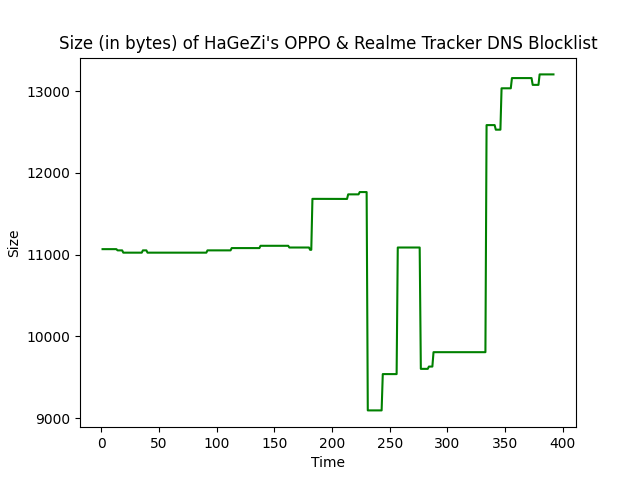 Size (in bytes) of HaGeZi's OPPO & Realme Tracker DNS Blocklist
13000
12000
11000
10000
9000
Size
0 50 100 150 200 250 300 350 400
Time